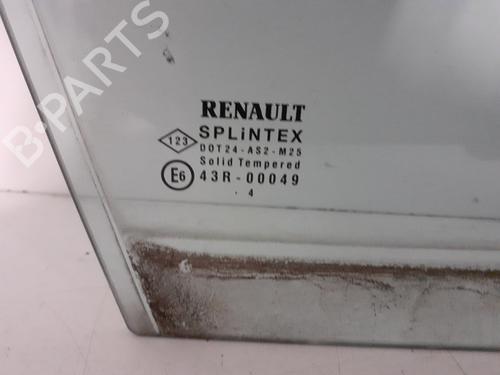 B-PARTS
RENAULT
SPLiNTEX
123
DOT24-AS2-M25
Solid Tempered
E6 43R-00049
4